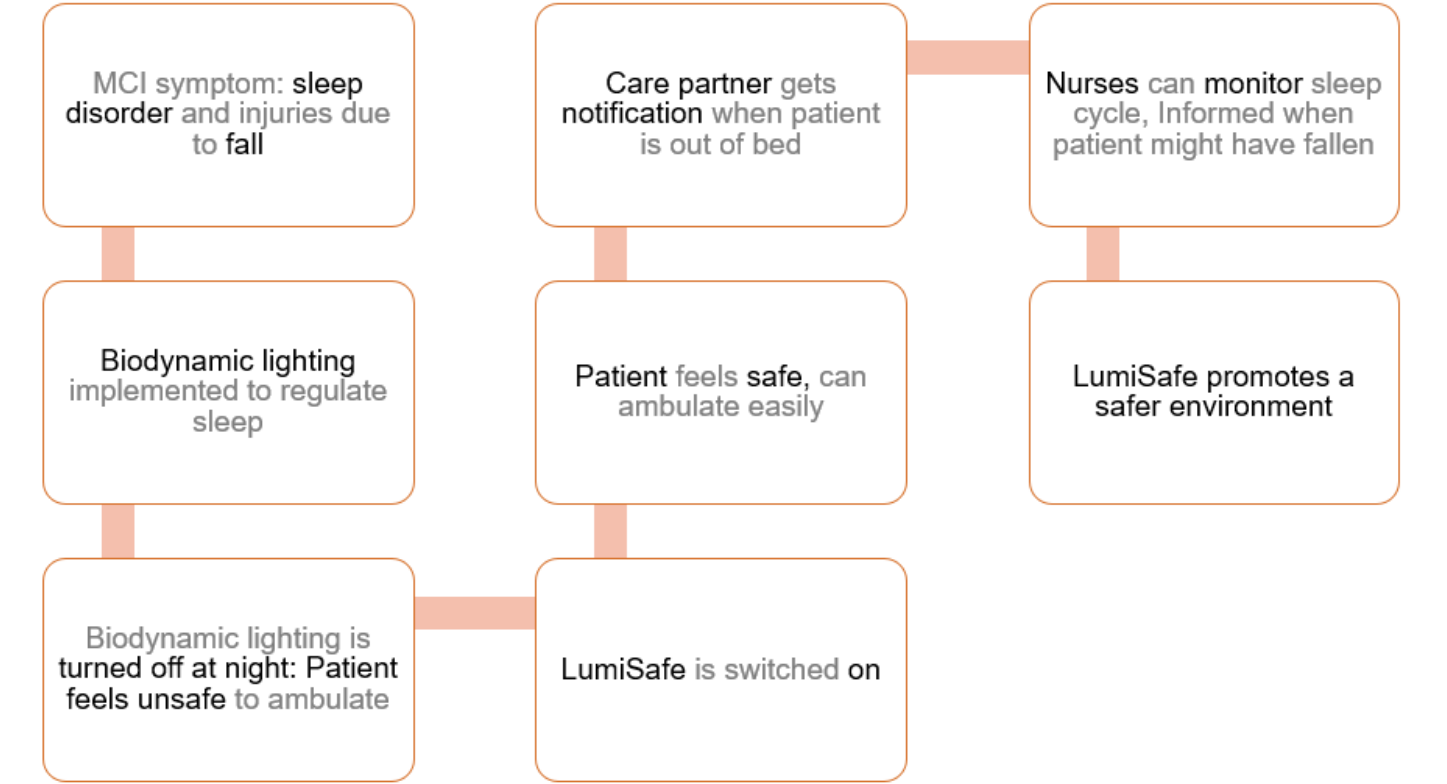 MCI symptom: sleep
disorder and injuries due
to fall
Biodynamic lighting
implemented to regulate
sleep
Biodynamic lighting is
turned off at night: Patient
feels unsafe to ambulate
LumiSafe is switched on
Patient feels safe, can
ambulate easily
Care partner gets
notification when patient
is out of bed
Nurses can monitor sleep
cycle, Informed when
patient might have fallen
LumiSafe promotes a
safer environment